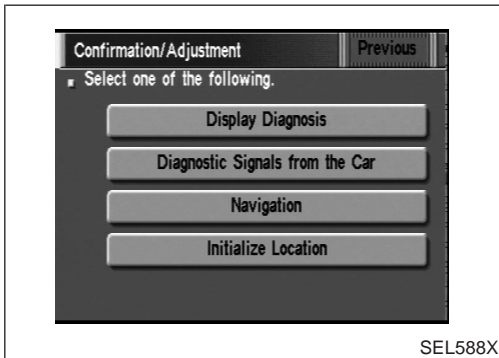 Confirmation/Adjustment Previous
Select one of the following.
Display Diagnosis
Diagnostic Signals from the Car
Navigation
Initialize Location
SEL588X